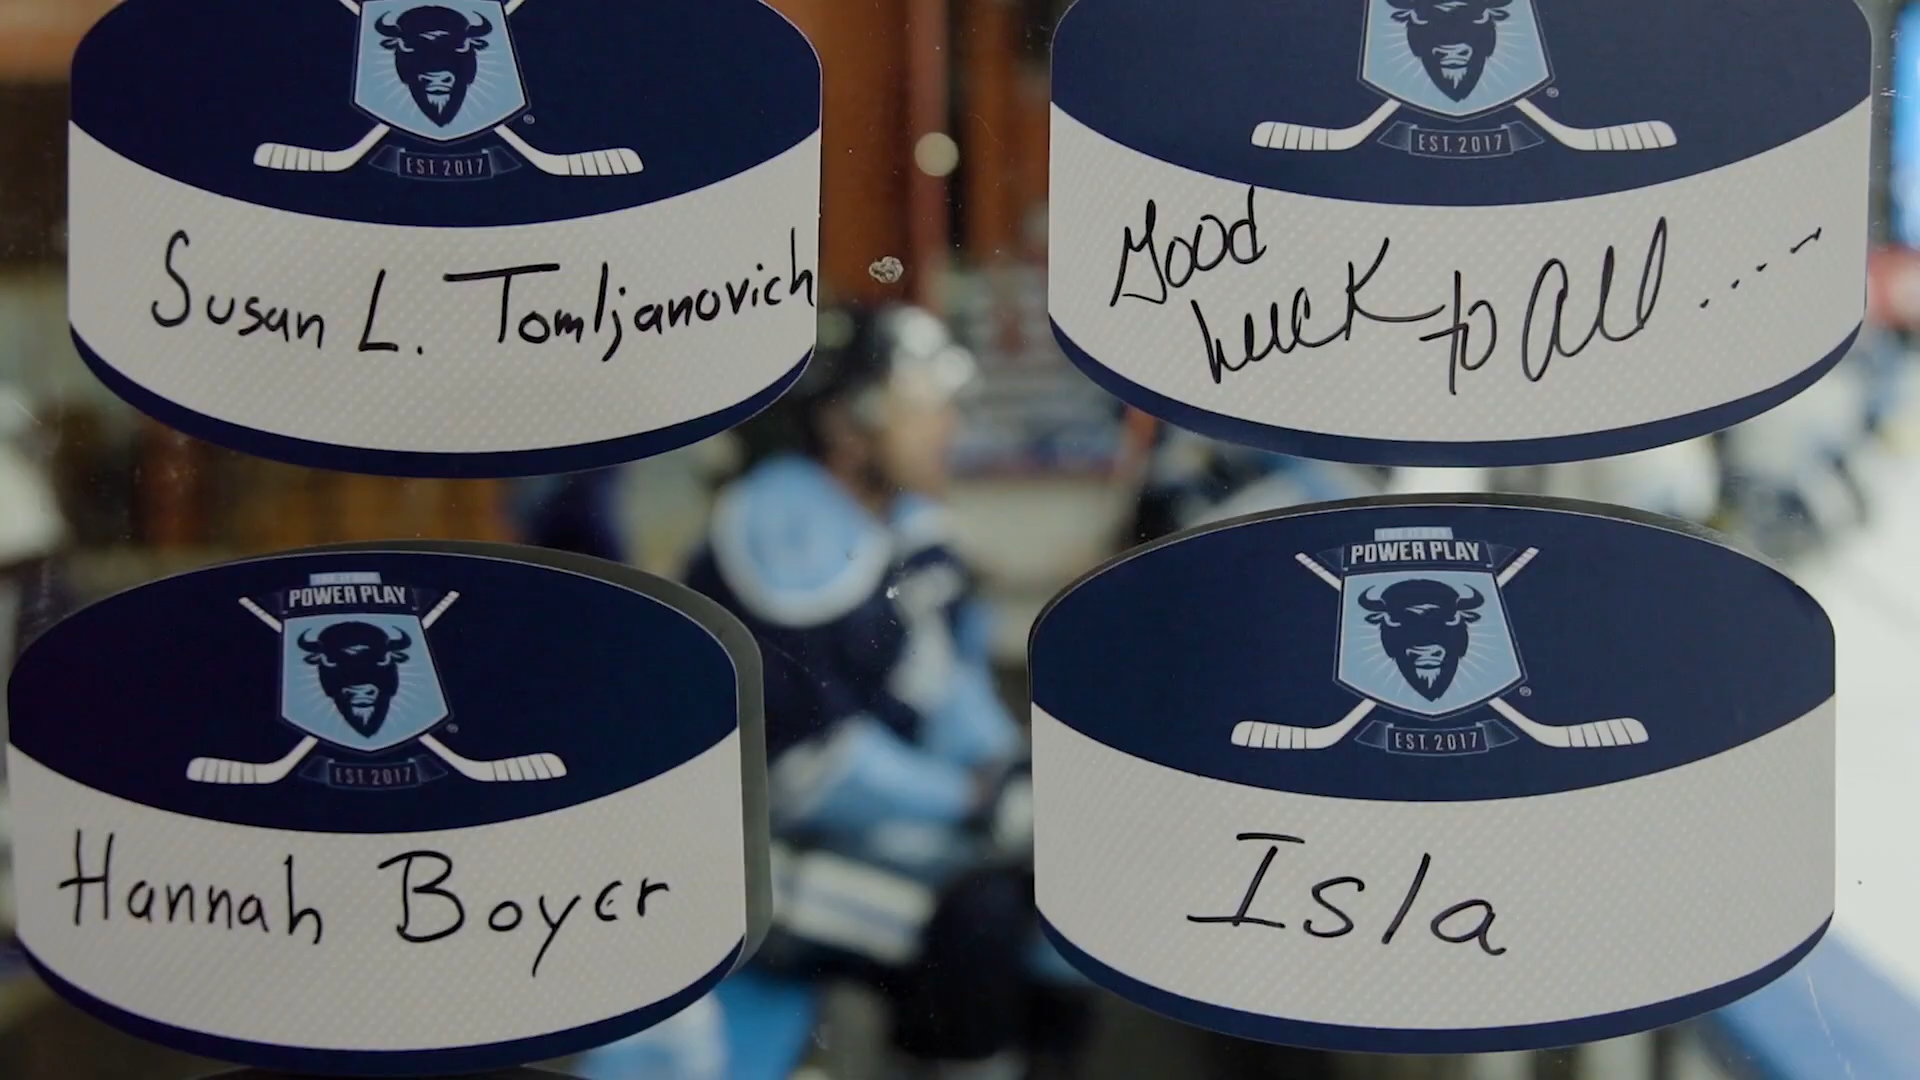 EST. 2017
Susan L. Tomljanovich
EST. 2017
Good
Luck to All.....
POWER PLAY
EST. 2017
Hannah Boyer
POWER PLAY
EST. 2017
Isla